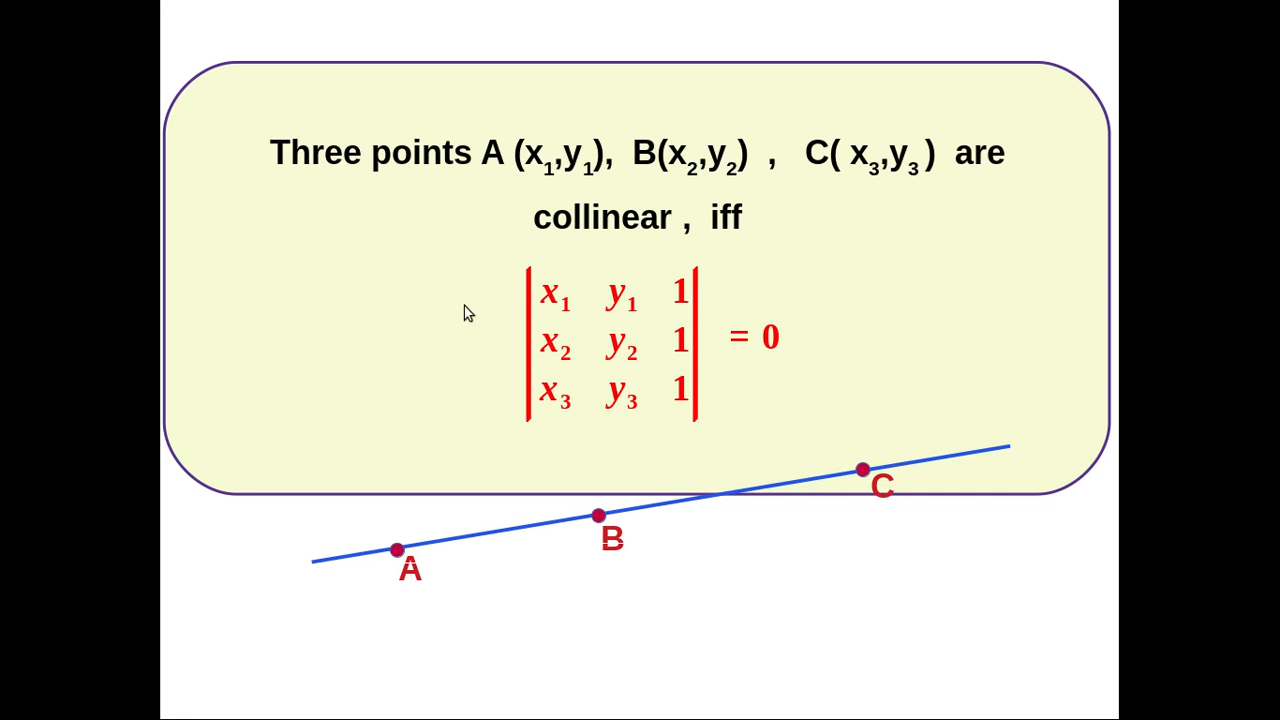 Three points A (x₁,y₁), B(x₂,y₂) , C( x₃,y₃ ) are
collinear , iff
x₁ y₁ 1
x₂ y₂ 1 = 0
x₃ y₃ 1
C
B
A